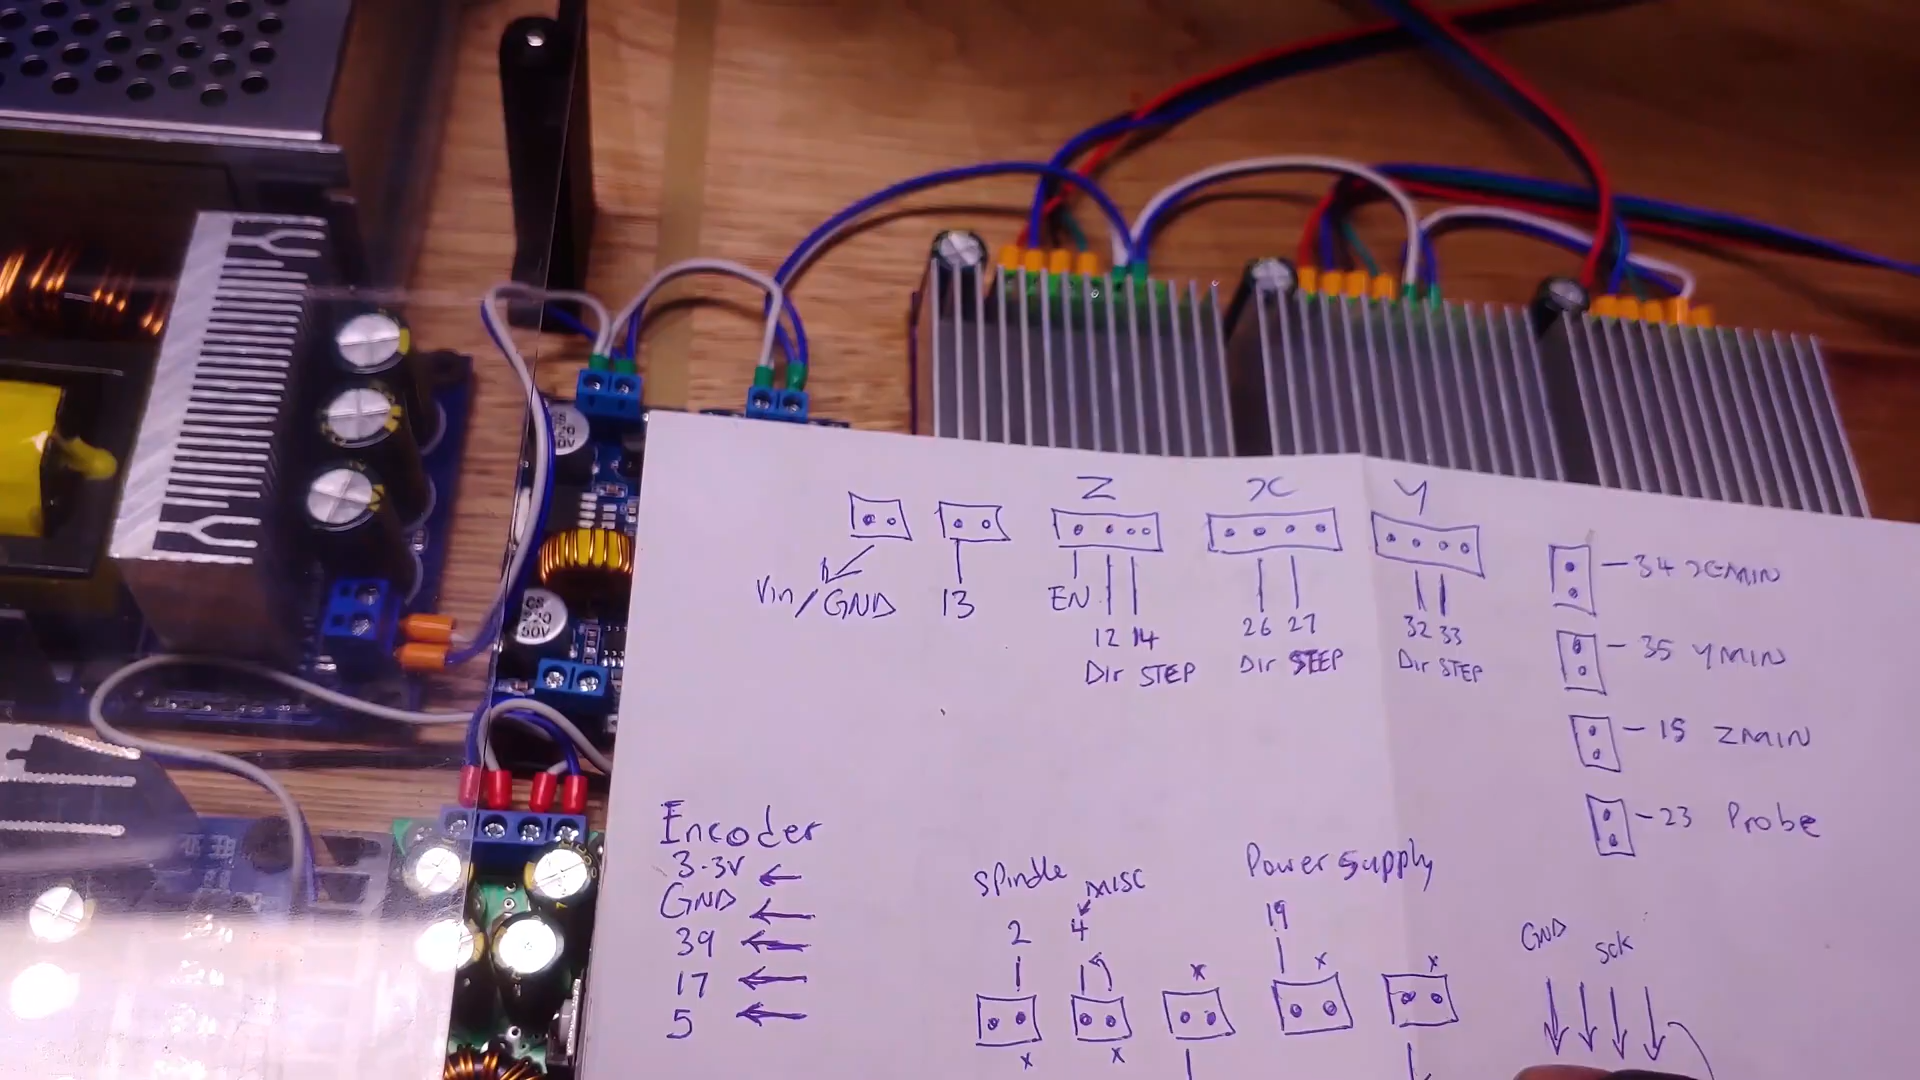 Z X Y
Vin/GND 13 EN
12 14 26 27 32 33
Dir STEP Dir STEP Dir STEP
34 XMIN
35 YMIN
15 ZMIN
23 Probe
Encoder
3.3V
GND
39
17
5
Spindle MISC Power Supply
2 4 19
x x x
x x
GND SCK